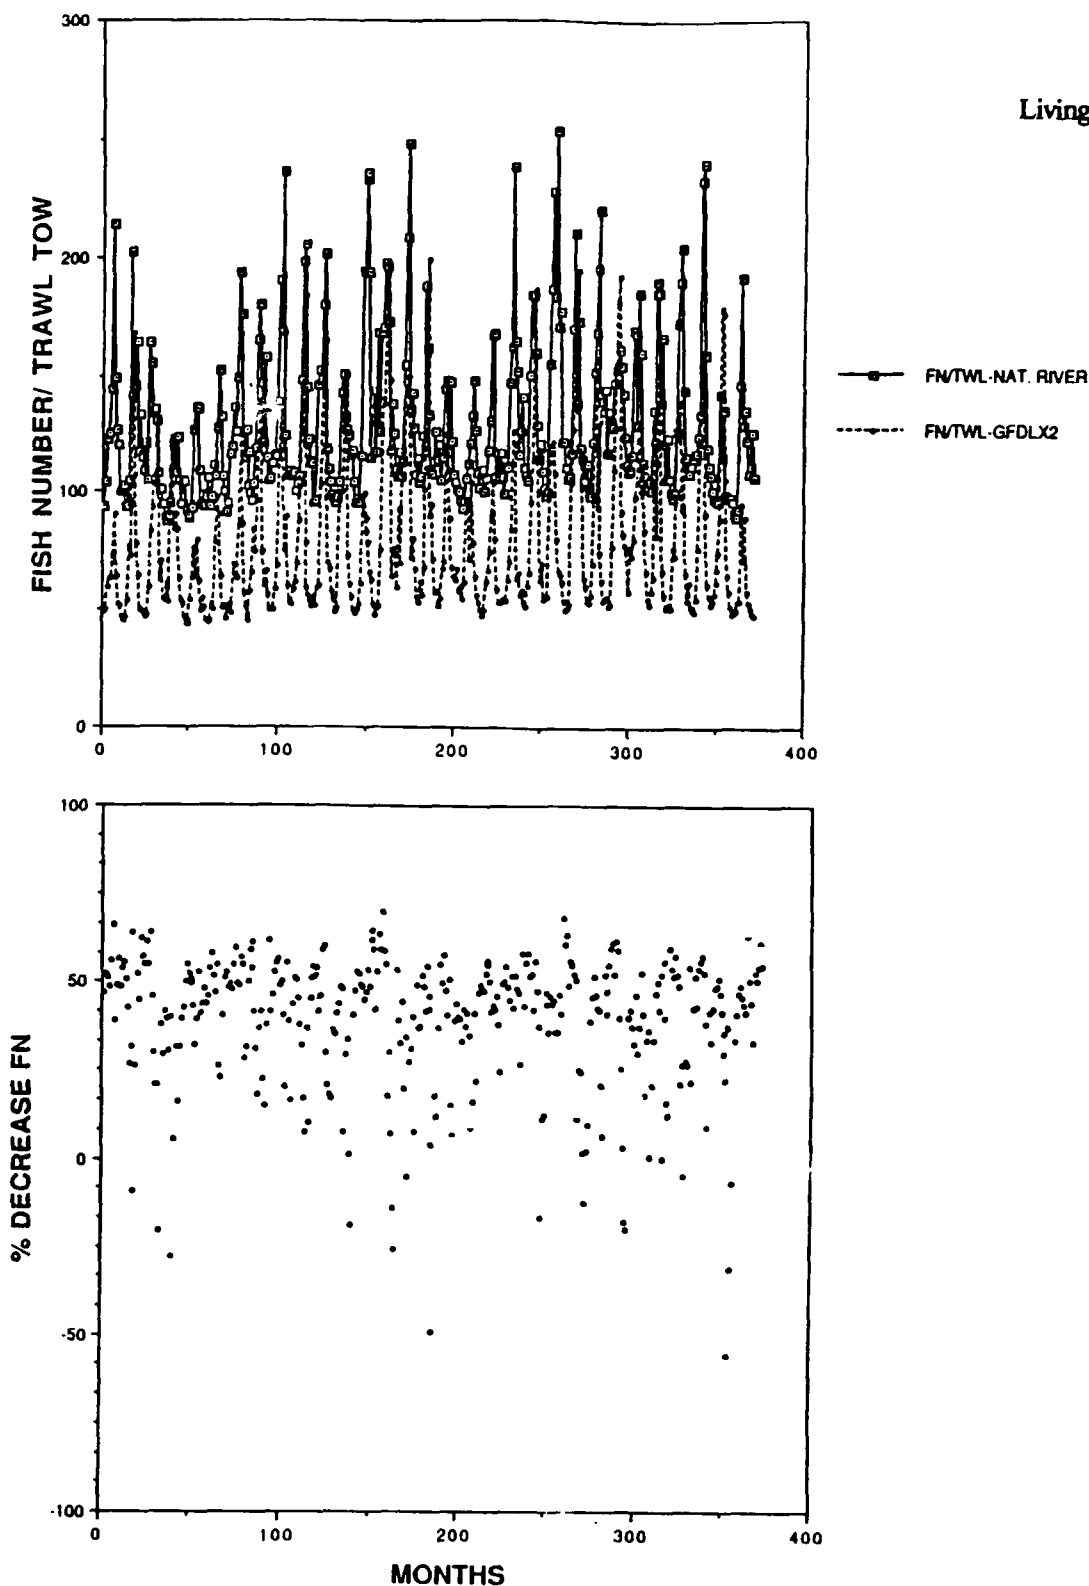 300
Living
FISH NUMBER/ TRAWL TOW
200
FN/TWL-NAT. RIVER
FN/TWL-GFDLX2
100
0
0 100 200 300 400
100
50
% DECREASE FN
0
-50
-100
0 100 200 300 400
MONTHS